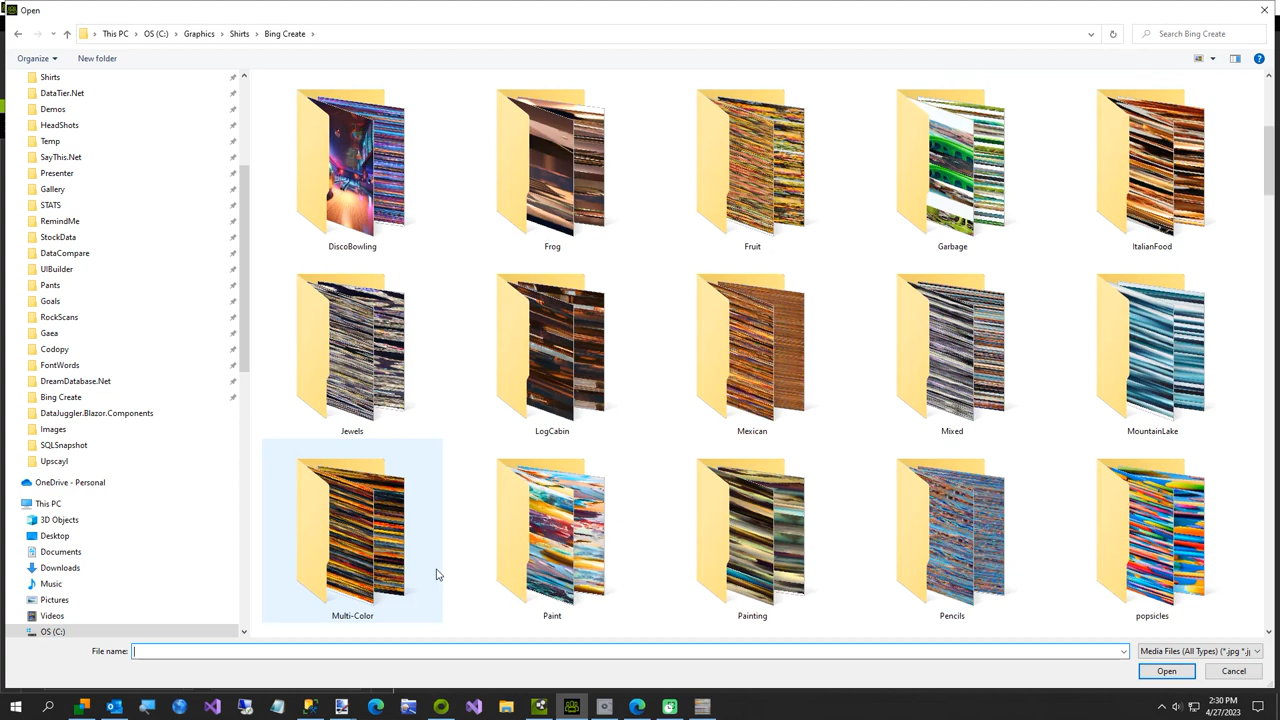 Open
This PC > OS (C:) > Graphics > Shirts > Bing Create >
Search Bing Create
Organize
New folder
Shirts
DataTier.Net
Demos
HeadShots
Temp
SayThis.Net
Presenter
Gallery
STATS
RemindMe
StockData
DataCompare
UIBuilder
Pants
Goals
RockScans
Gaea
Codopy
FontWords
DreamDatabase.Net
Bing Create
DataJuggler.Blazor.Components
Images
SQLSnapshot
Upscayl
OneDrive - Personal
This PC
3D Objects
Desktop
Documents
Downloads
Music
Pictures
Videos
OS (C:)
DiscoBowling
Frog
Fruit
Garbage
ItalianFood
Jewels
LogCabin
Mexican
Mixed
MountainLake
Multi-Color
Paint
Painting
Pencils
popsicles
File name:
Media Files (All Types) (*.jpg *.j
Open
Cancel
2:30 PM
4/27/2023